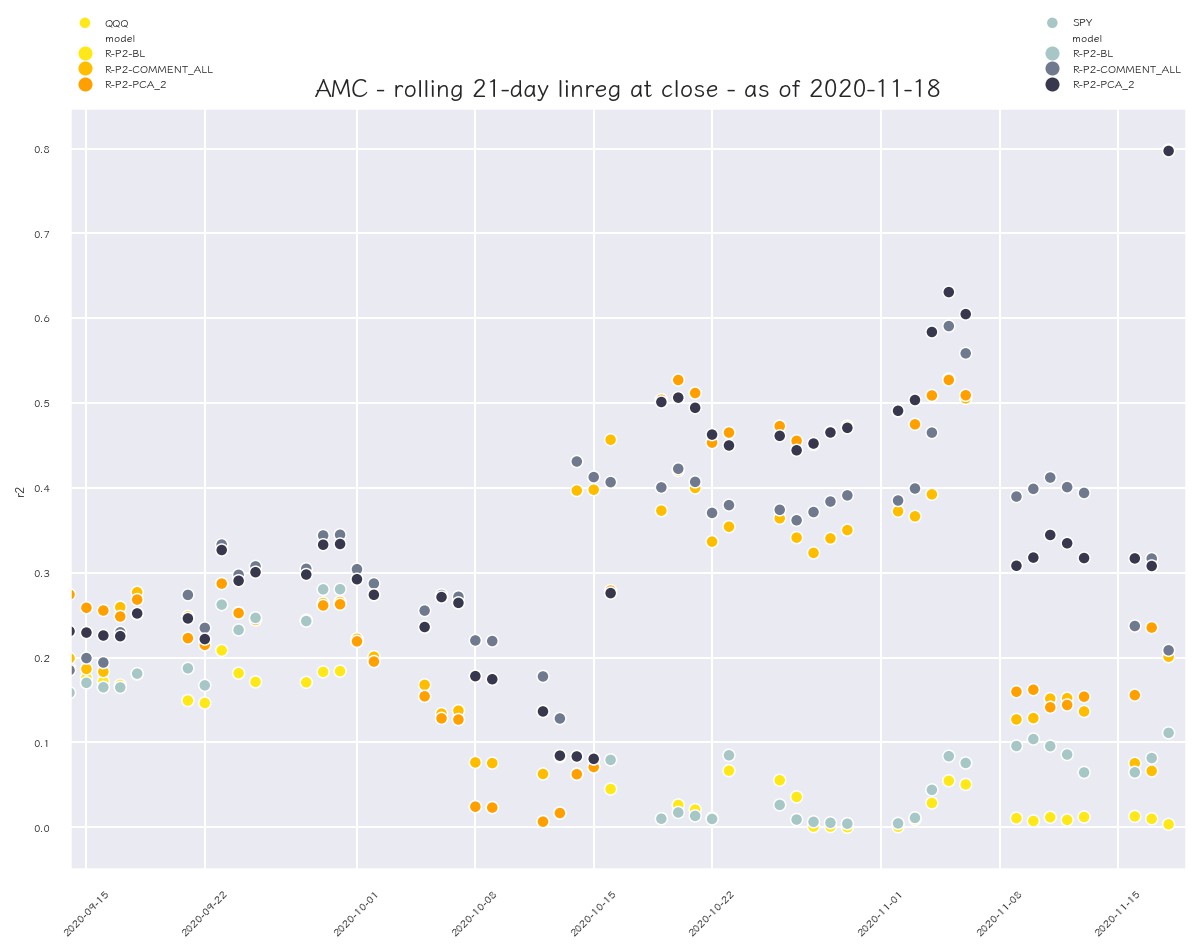 QQQ
model
R-P2-BL
R-P2-COMMENT_ALL
R-P2-PCA_2
SPY
model
R-P2-BL
R-P2-COMMENT_ALL
R-P2-PCA_2
AMC - rolling 21-day linreg at close - as of 2020-11-18
0.8
0.7
0.6
0.5
0.4
0.3
0.2
0.1
0.0
r2
2020-09-15
2020-09-22
2020-10-01
2020-10-08
2020-10-15
2020-10-22
2020-11-01
2020-11-08
2020-11-15